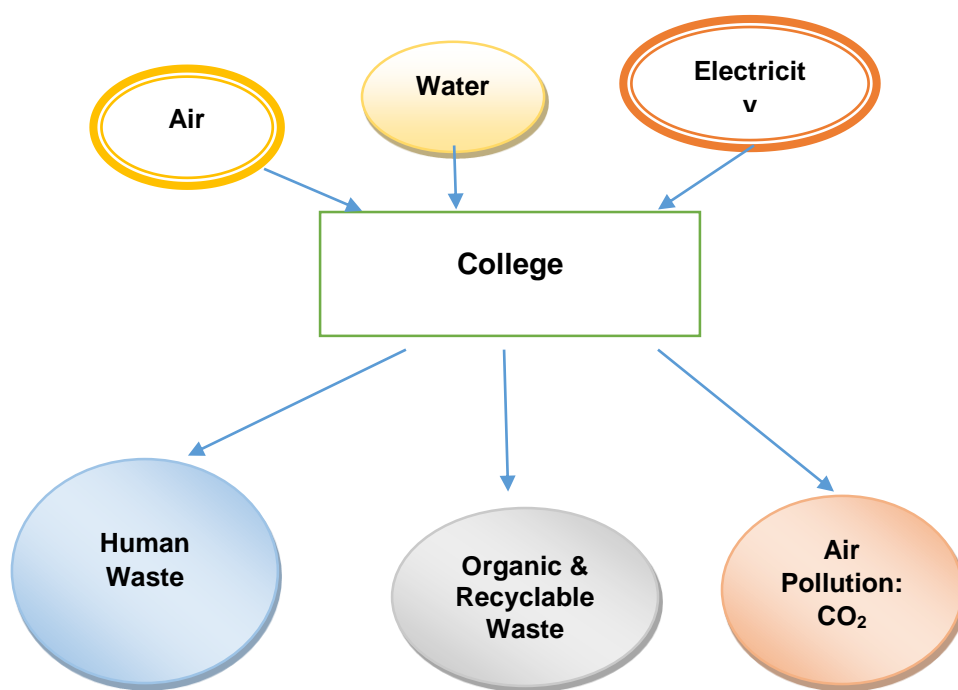 Air
Water
Electricit
y
College
Human
Waste
Organic &
Recyclable
Waste
Air
Pollution:
CO₂